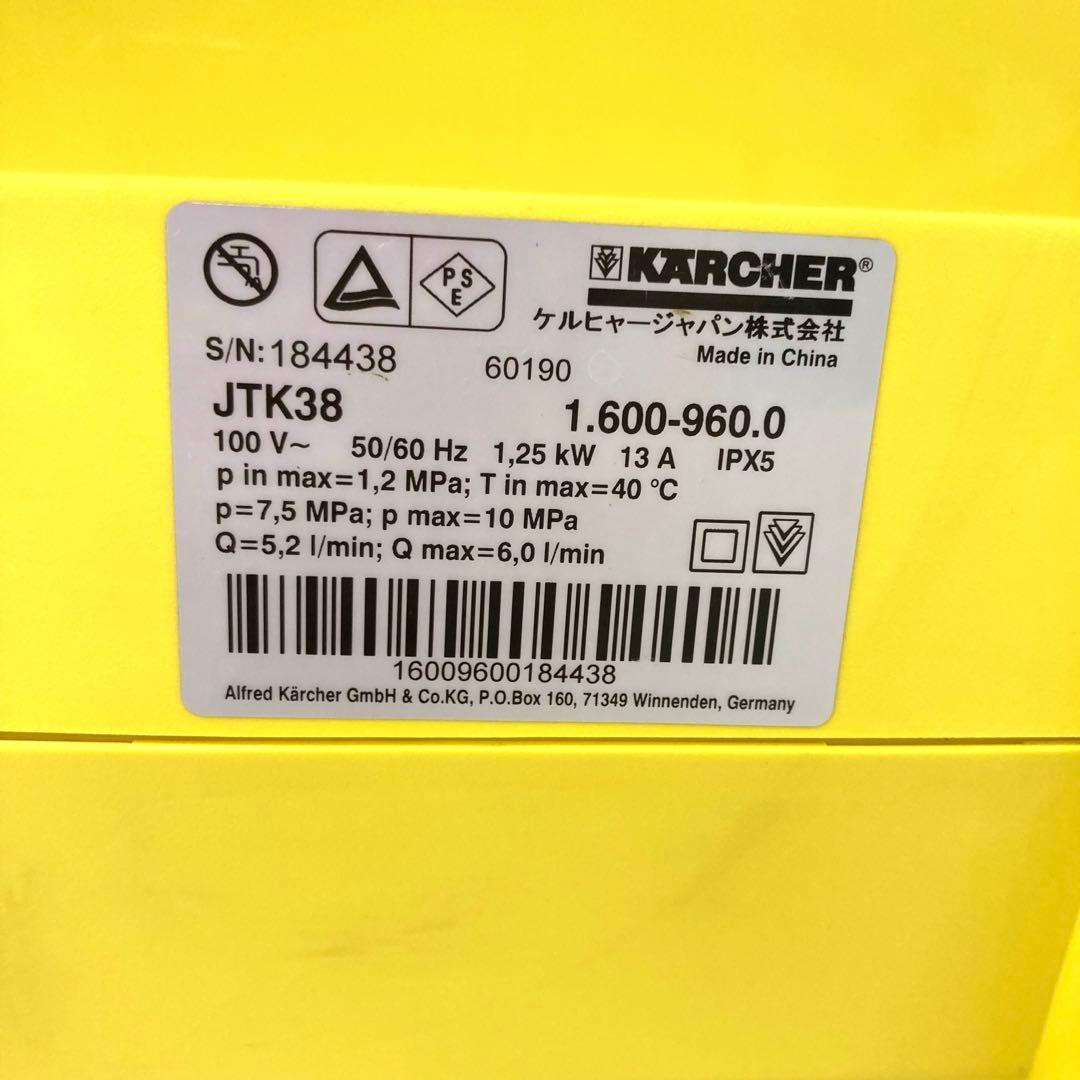 KÄRCHER®
ケルヒャージャパン株式会社
Made in China
PSE
S/N:184438 60190
JTK38 1.600-960.0
100 V~ 50/60 Hz 1,25 kW 13 A IPX5
p in max=1,2 MPa; T in max=40 °C
p=7,5 MPa; p max=10 MPa
Q=5,2 l/min; Q max=6,0 l/min
16009600184438
Alfred Kärcher GmbH & Co.KG, P.O.Box 160, 71349 Winnenden, Germany